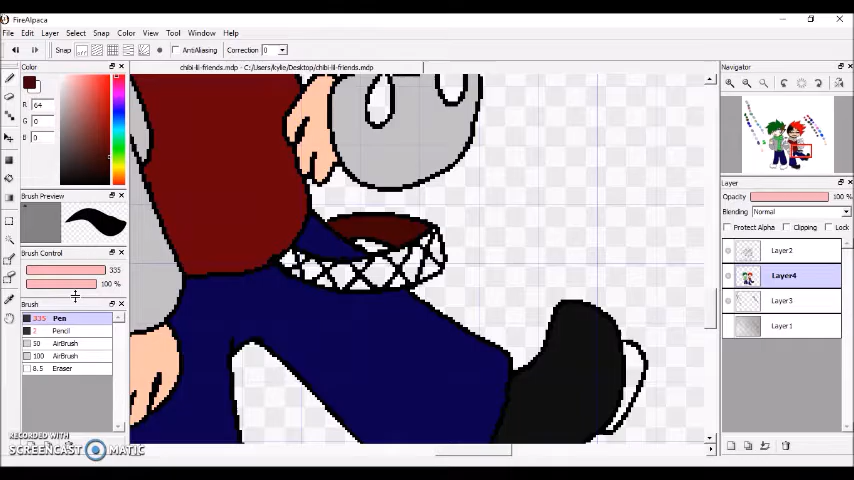 FireAlpaca
File Edit Layer Select Snap Color View Tool Window Help
Snap off AntiAliasing Correction 0
Color
chibi-lil-friends.mdp - C:/Users/kylie/Desktop/chibi-lil-friends.mdp
Navigator
R 64
G 0
B 0
Brush Preview
Brush Control
335
100 %
Brush
335 Pen
2 Pencil
50 AirBrush
100 AirBrush
8.5 Eraser
Layer
Opacity 100 %
Blending Normal
Protect Alpha Clipping Lock
Layer2
Layer4
Layer3
Layer1
RECORDED WITH
SCREENCAST MATIC